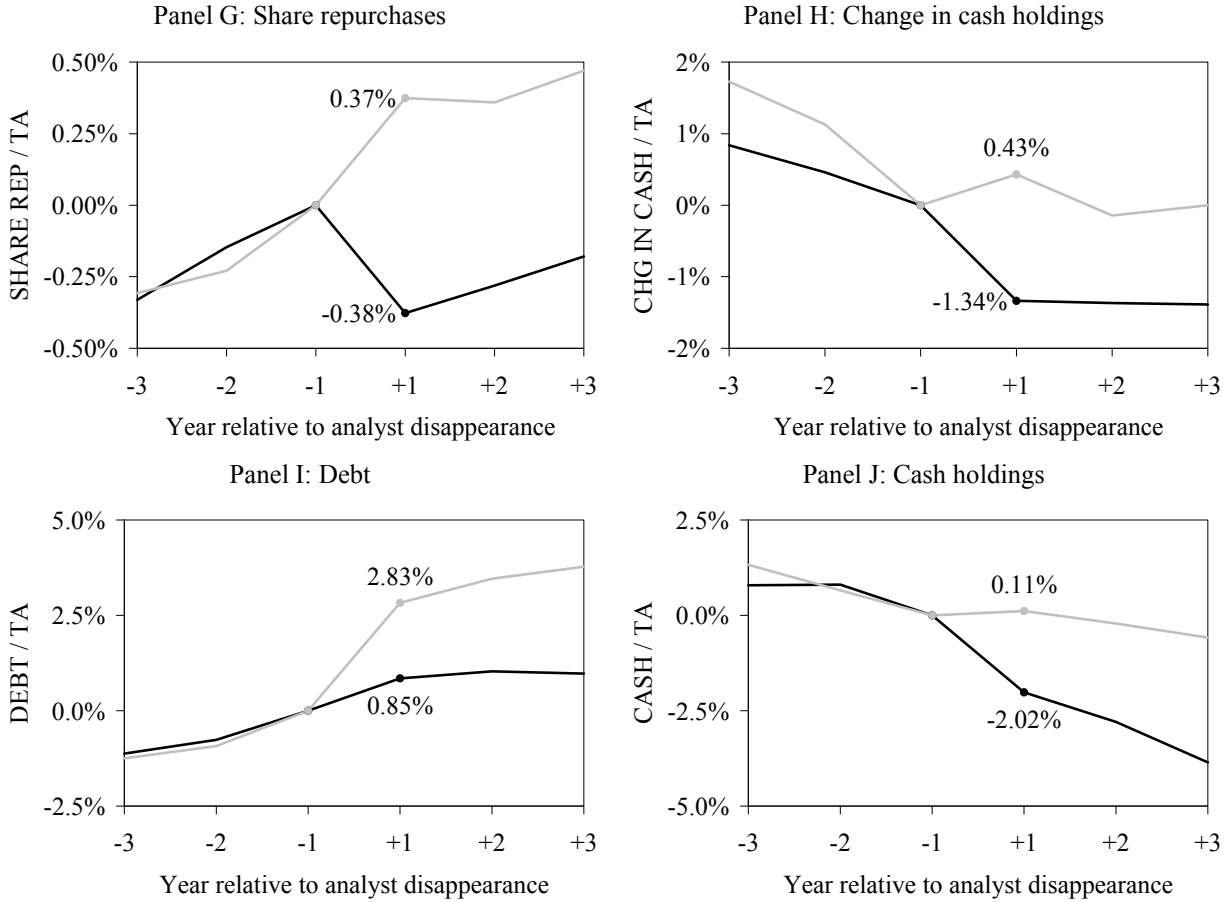 Panel G: Share repurchases
SHARE REP / TA
0.50%
0.25%
0.00%
-0.25%
-0.50%
0.37%
-0.38%
-3 -2 -1 +1 +2 +3
Year relative to analyst disappearance
Panel H: Change in cash holdings
CHG IN CASH / TA
2%
1%
0%
-1%
-2%
0.43%
-1.34%
-3 -2 -1 +1 +2 +3
Year relative to analyst disappearance
Panel I: Debt
DEBT / TA
5.0%
2.5%
0.0%
-2.5%
2.83%
0.85%
-3 -2 -1 +1 +2 +3
Year relative to analyst disappearance
Panel J: Cash holdings
CASH / TA
2.5%
0.0%
-2.5%
-5.0%
0.11%
-2.02%
-3 -2 -1 +1 +2 +3
Year relative to analyst disappearance